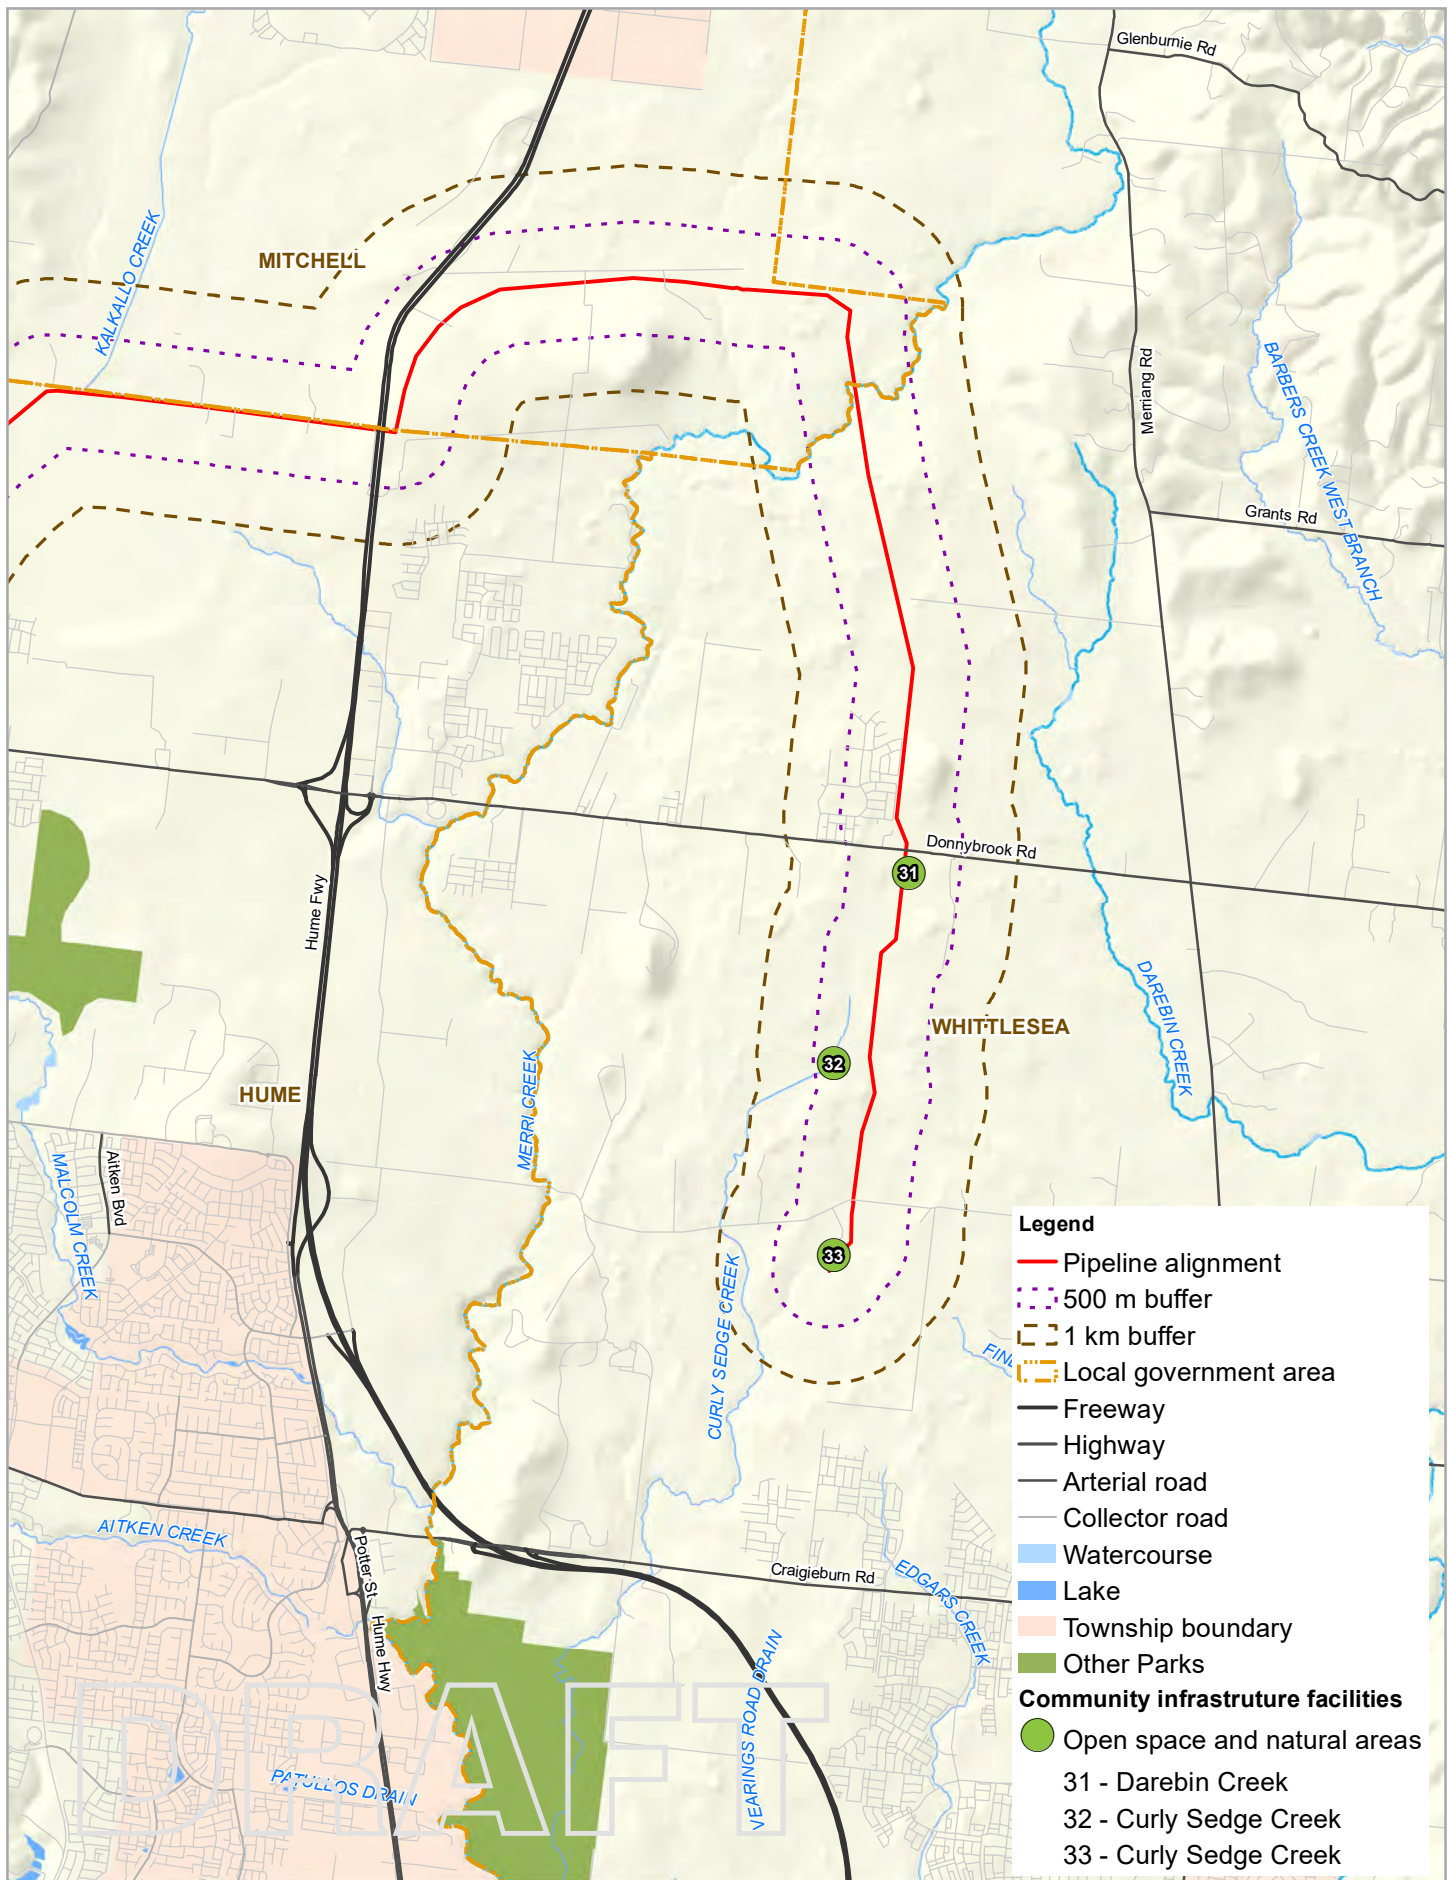 Glenburnie Rd
KALKALLO CREEK
MITCHELL
Merriang Rd
BARBERS CREEK WEST BRANCH
Grants Rd
Donnybrook Rd
31
Hume Fwy
DAREBIN CREEK
WHITTLESEA
32
HUME
MERRI CREEK
Aitken Bvd
MALCOLM CREEK
33
CURLY SEDGE CREEK
AITKEN CREEK
Potter St
Craigieburn Rd
EDGARS CREEK
Hume Hwy
VEARINGS ROAD DRAIN
PATULLOS DRAIN
DRAFT
Legend
Pipeline alignment
500 m buffer
1 km buffer
Local government area
Freeway
Highway
Arterial road
Collector road
Watercourse
Lake
Township boundary
Other Parks
Community infrastruture facilities
Open space and natural areas
31 - Darebin Creek
32 - Curly Sedge Creek
33 - Curly Sedge Creek